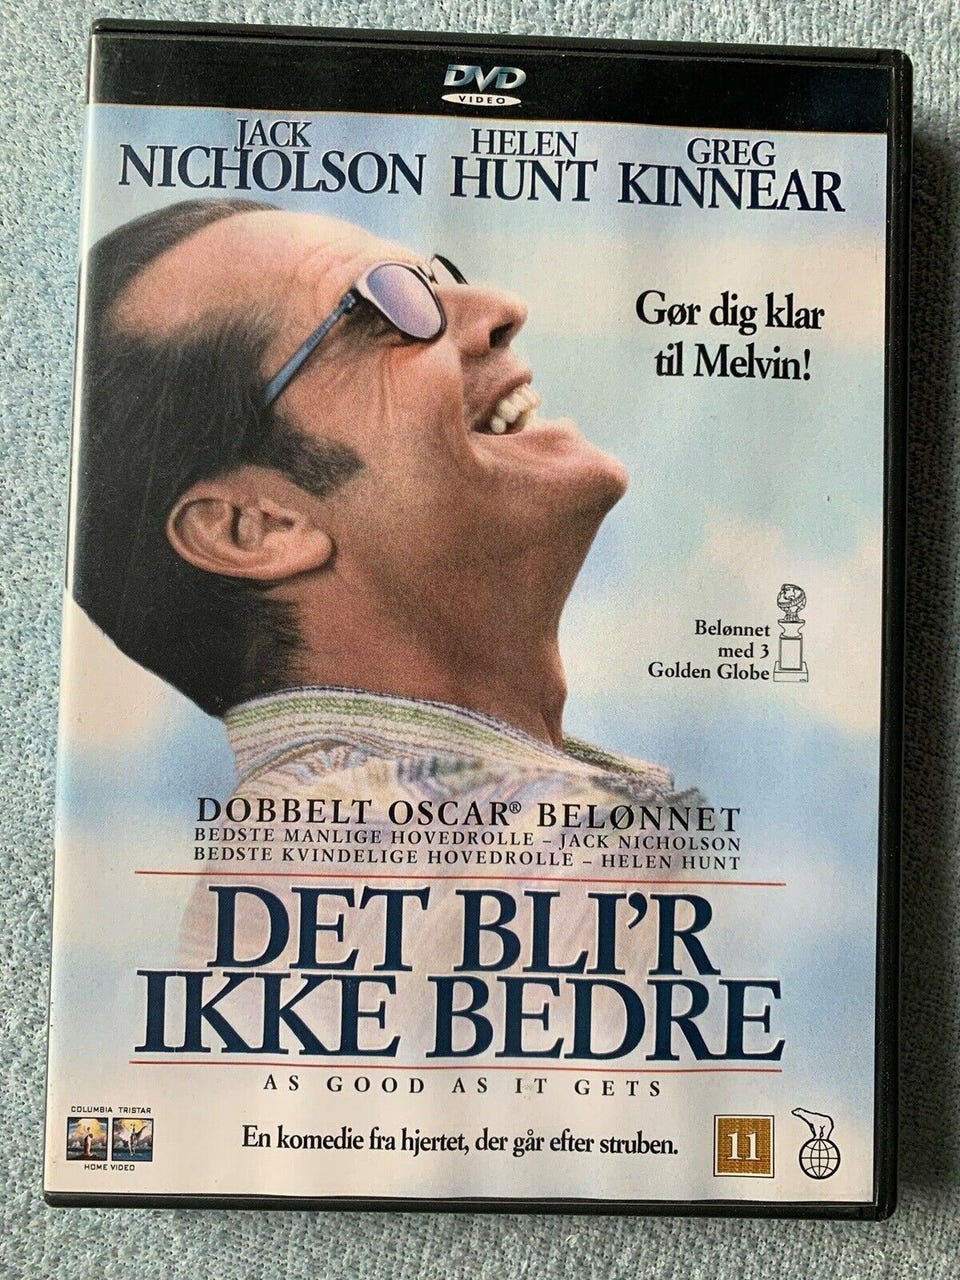 DVD
VIDEO
JACK NICHOLSON
HELEN HUNT
GREG KINNEAR
Gør dig klar
til Melvin!
Belønnet
med 3
Golden Globe
DOBBELT OSCAR® BELØNNET
BEDSTE MANLIGE HOVEDROLLE – JACK NICHOLSON
BEDSTE KVINDELIGE HOVEDROLLE – HELEN HUNT
DET BLI'R
IKKE BEDRE
AS GOOD AS IT GETS
COLUMBIA TRISTAR
HOME VIDEO
En komedie fra hjertet, der går efter struben.
11